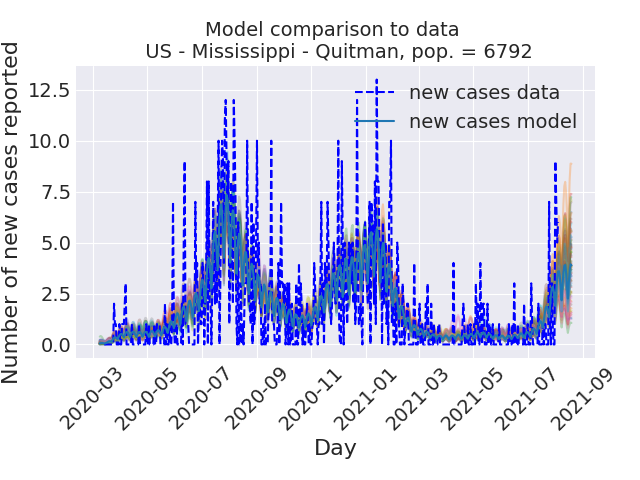 Model comparison to data
US - Mississippi - Quitman, pop. = 6792
Number of new cases reported
12.5
10.0
7.5
5.0
2.5
0.0
new cases data
new cases model
2020-03
2020-05
2020-07
2020-09
2020-11
2021-01
2021-03
2021-05
2021-07
2021-09
Day